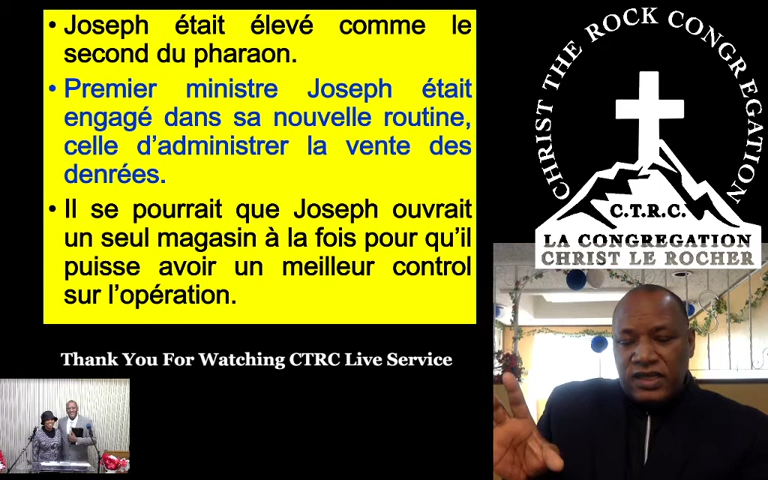 • Joseph était élevé comme le
second du pharaon.
• Premier ministre Joseph était
engagé dans sa nouvelle routine,
celle d’administrer la vente des
denrées.
• Il se pourrait que Joseph ouvrait
un seul magasin à la fois pour qu’il
puisse avoir un meilleur control
sur l’opération.
Thank You For Watching CTRC Live Service
CHRIST THE ROCK CONGREGATION
C.T.R.C.
LA CONGREGATION
CHRIST LE ROCHER